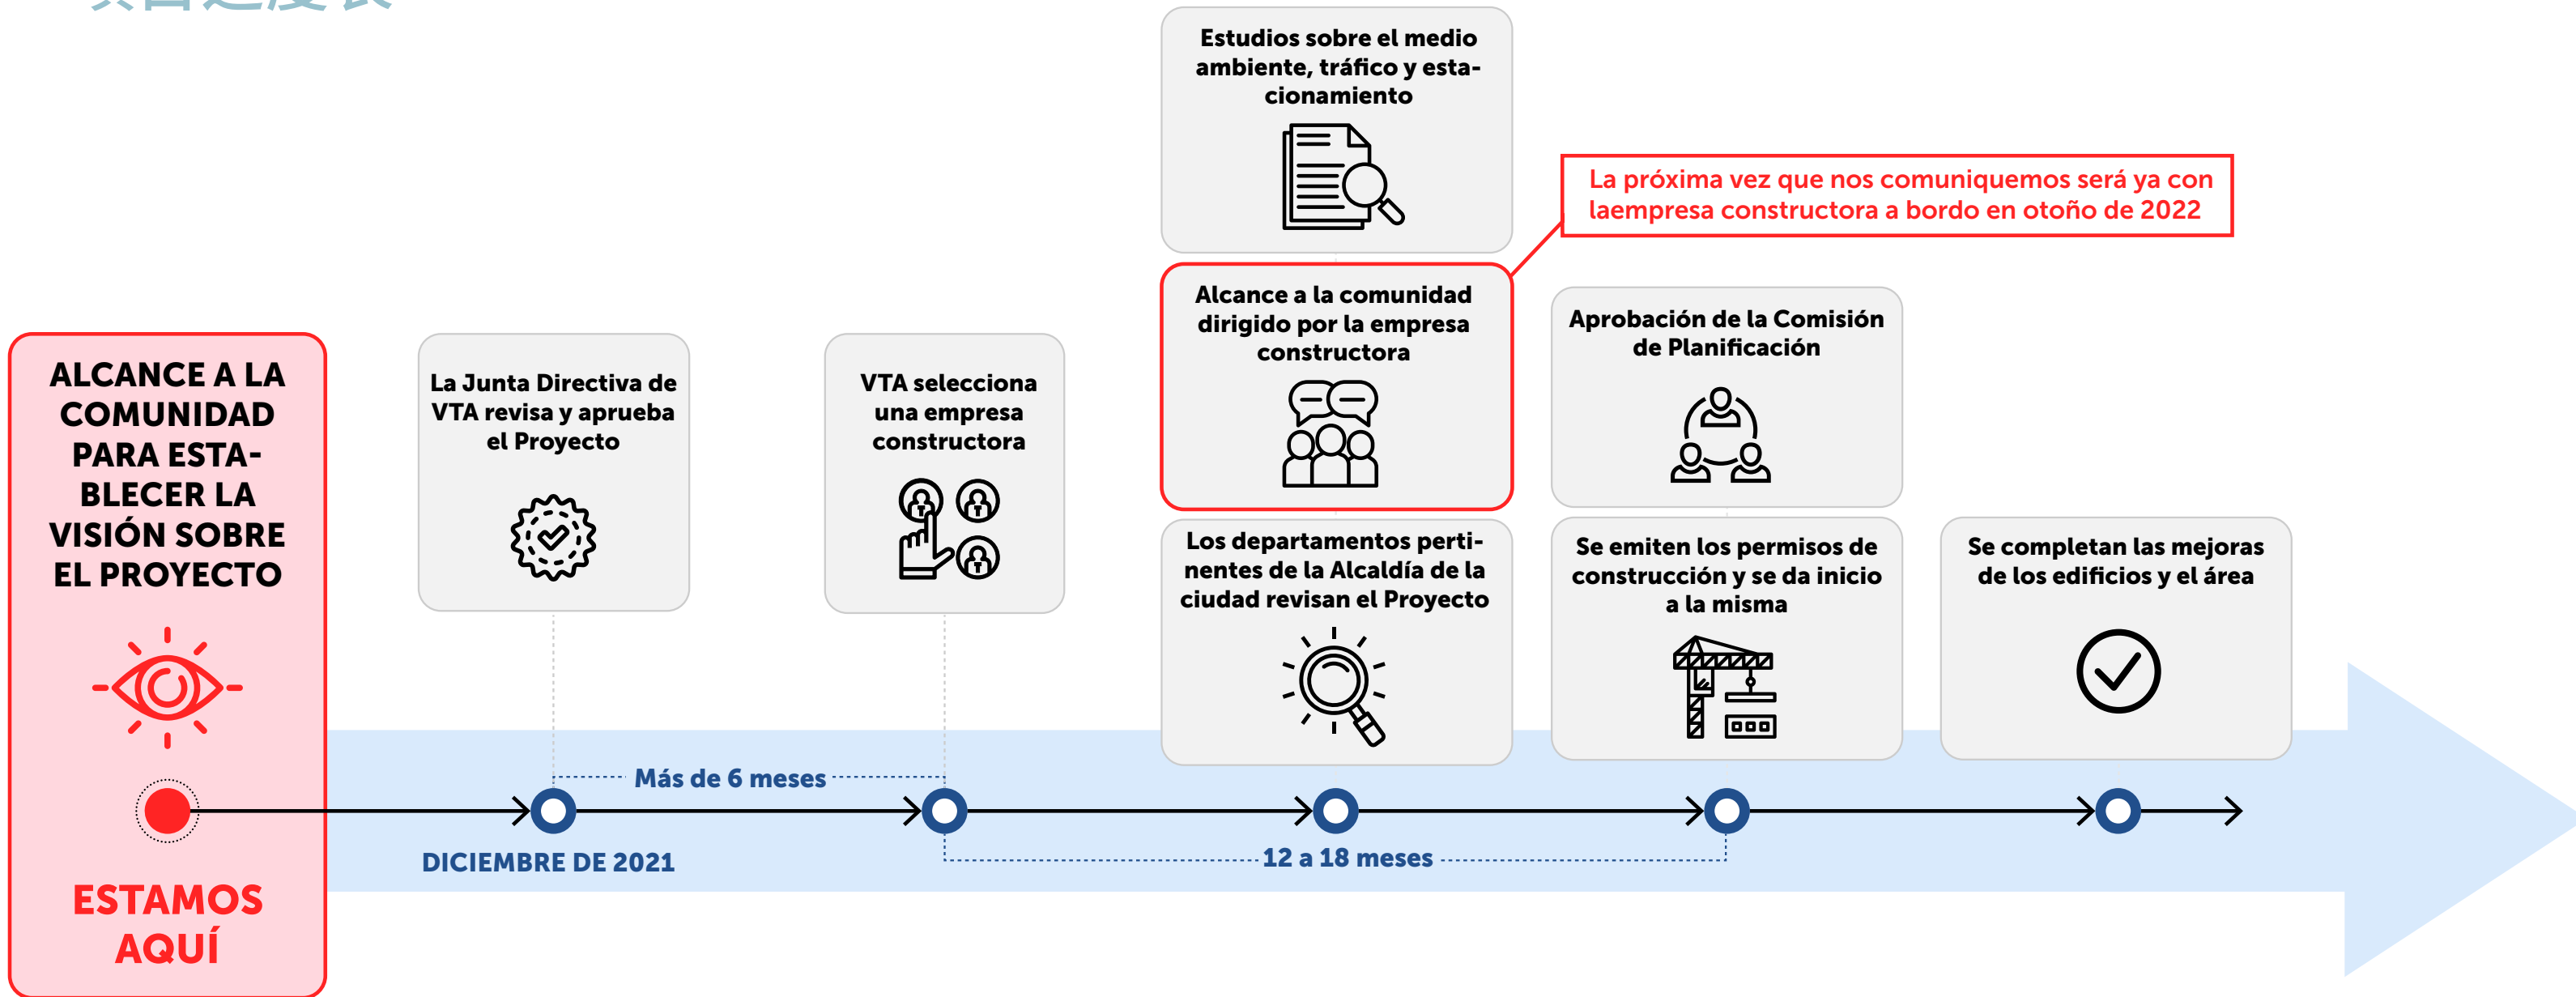 Estudios sobre el medio
ambiente, tráfico y esta-
cionamiento
La próxima vez que nos comuniquemos será ya con
laempresa constructora a bordo en otoño de 2022
Alcance a la comunidad
dirigido por la empresa
constructora
Aprobación de la Comisión
de Planificación
ALCANCE A LA
COMUNIDAD
PARA ESTA-
BLECER LA
VISIÓN SOBRE
EL PROYECTO
La Junta Directiva de
VTA revisa y aprueba
el Proyecto
VTA selecciona
una empresa
constructora
Los departamentos perti-
nentes de la Alcaldía de la
ciudad revisan el Proyecto
Se emiten los permisos de
construcción y se da inicio
a la misma
Se completan las mejoras
de los edificios y el área
Más de 6 meses
DICIEMBRE DE 2021
12 a 18 meses
ESTAMOS
AQUÍ